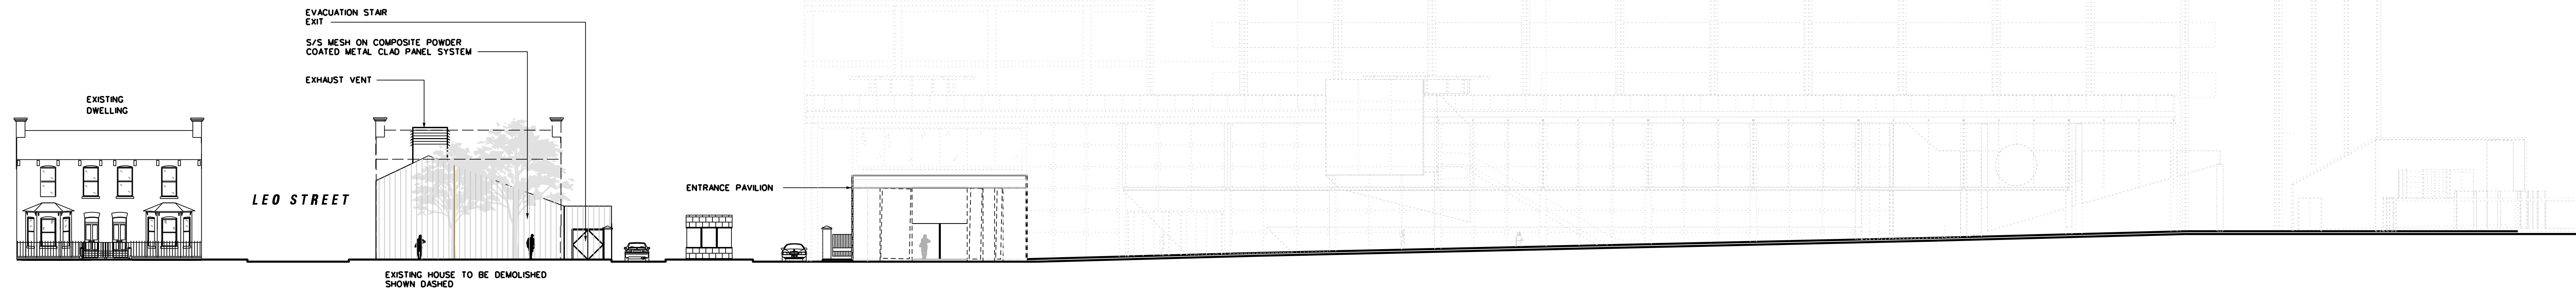 EVACUATION STAIR
EXIT
S/S MESH ON COMPOSITE POWDER
COATED METAL CLAD PANEL SYSTEM
EXHAUST VENT
EXISTING
DWELLING
LEO STREET
ENTRANCE PAVILION
EXISTING HOUSE TO BE DEMOLISHED
SHOWN DASHED